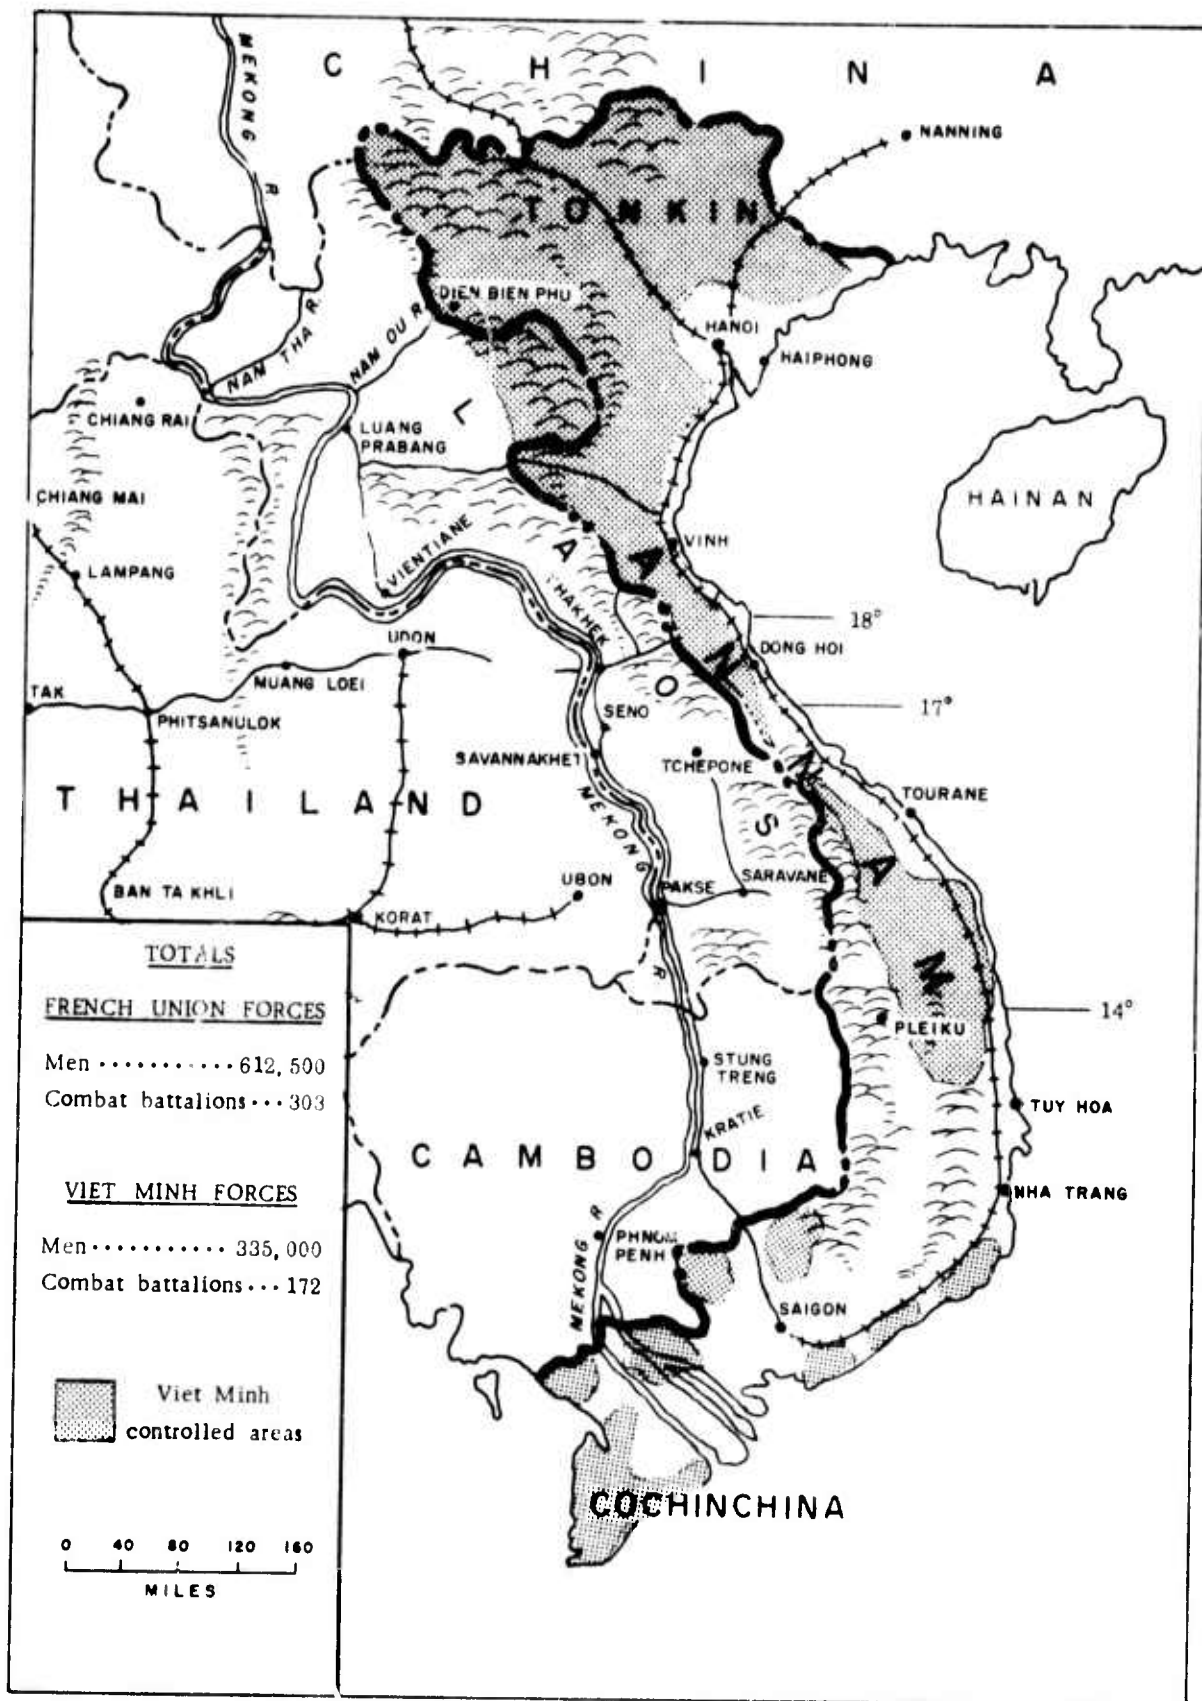 C H I N A
MEKONG R
NANNING
TONKIN
DIEN BIEN PHU
HANOI
HAIPHONG
NAM THA R.
NAM OU R
CHIANG RAI
LUANG
PRABANG
L A O S
CHIANG MAI
HAINAN
LAMPANG
VIENTIANE
VINH
A N N A M
THAKHEK
18°
UDON
DONG HOI
MUANG LOEI
TAK
PHITSANULOK
SENO
17°
SAVANNAKHET
TCHEPONE
THAILAND
MEKONG R
TOURANE
BAN TA KHLI
UBON
PAKSE
SARAVANE
KORAT
14°
PLEIKU
STUNG
TRENG
KRATIE
TUY HOA
CAMBODIA
NHA TRANG
PHNOM
PENH
MEKONG R
SAIGON
COCHINCHINA
TOTALS
FRENCH UNION FORCES
Men ··········· 612,500
Combat battalions ··· 303
VIET MINH FORCES
Men ··········· 335,000
Combat battalions ··· 172
Viet Minh
controlled areas
0 40 80 120 160
MILES